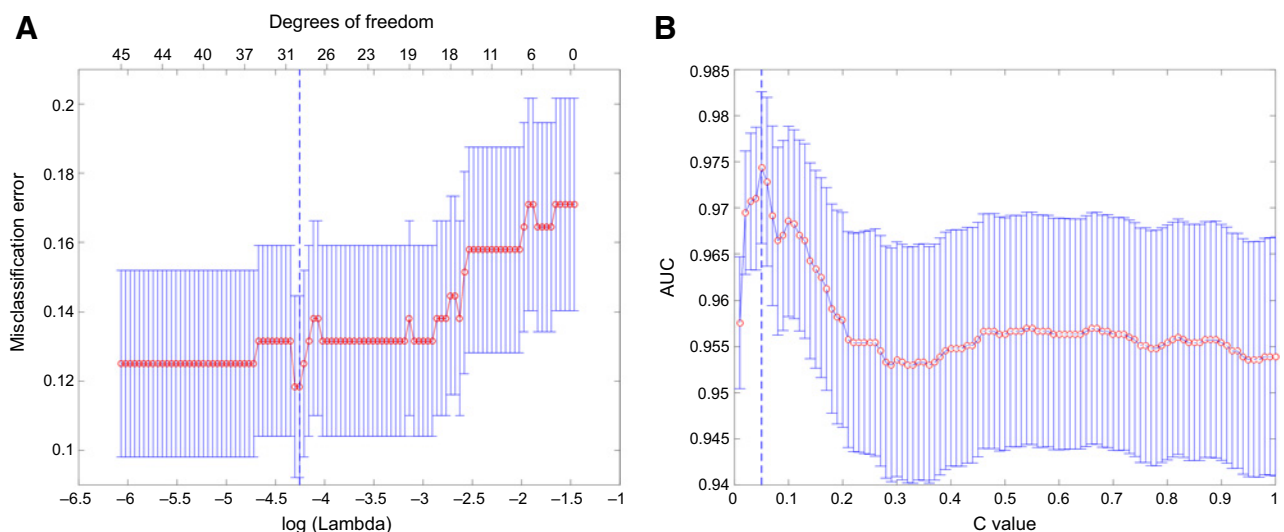 A
Degrees of freedom
45 44 40 37 31 26 23 19 18 11 6 0
Misclassification error
0.2
0.18
0.16
0.14
0.12
0.1
−6.5 −6 −5.5 −5 −4.5 −4 −3.5 −3 −2.5 −2 −1.5 −1
log (Lambda)
B
AUC
0.985
0.98
0.975
0.97
0.965
0.96
0.955
0.95
0.945
0.94
0 0.1 0.2 0.3 0.4 0.5 0.6 0.7 0.8 0.9 1
C value